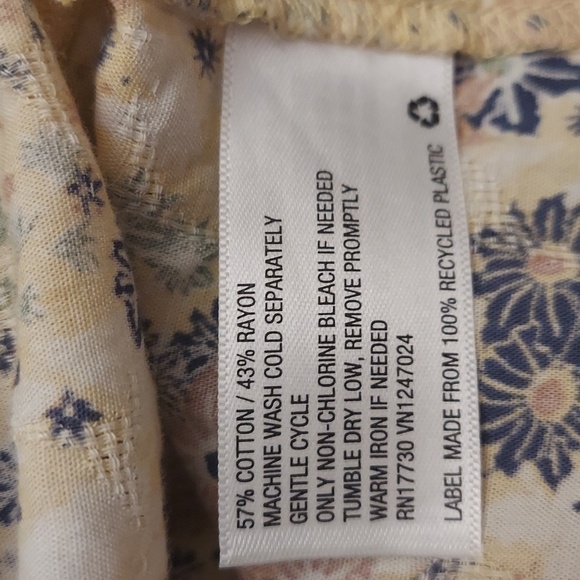 57% COTTON / 43% RAYON
MACHINE WASH COLD SEPARATELY
GENTLE CYCLE
ONLY NON-CHLORINE BLEACH IF NEEDED
TUMBLE DRY LOW, REMOVE PROMPTLY
WARM IRON IF NEEDED
RN17730 VN1247024
LABEL MADE FROM 100% RECYCLED PLASTIC